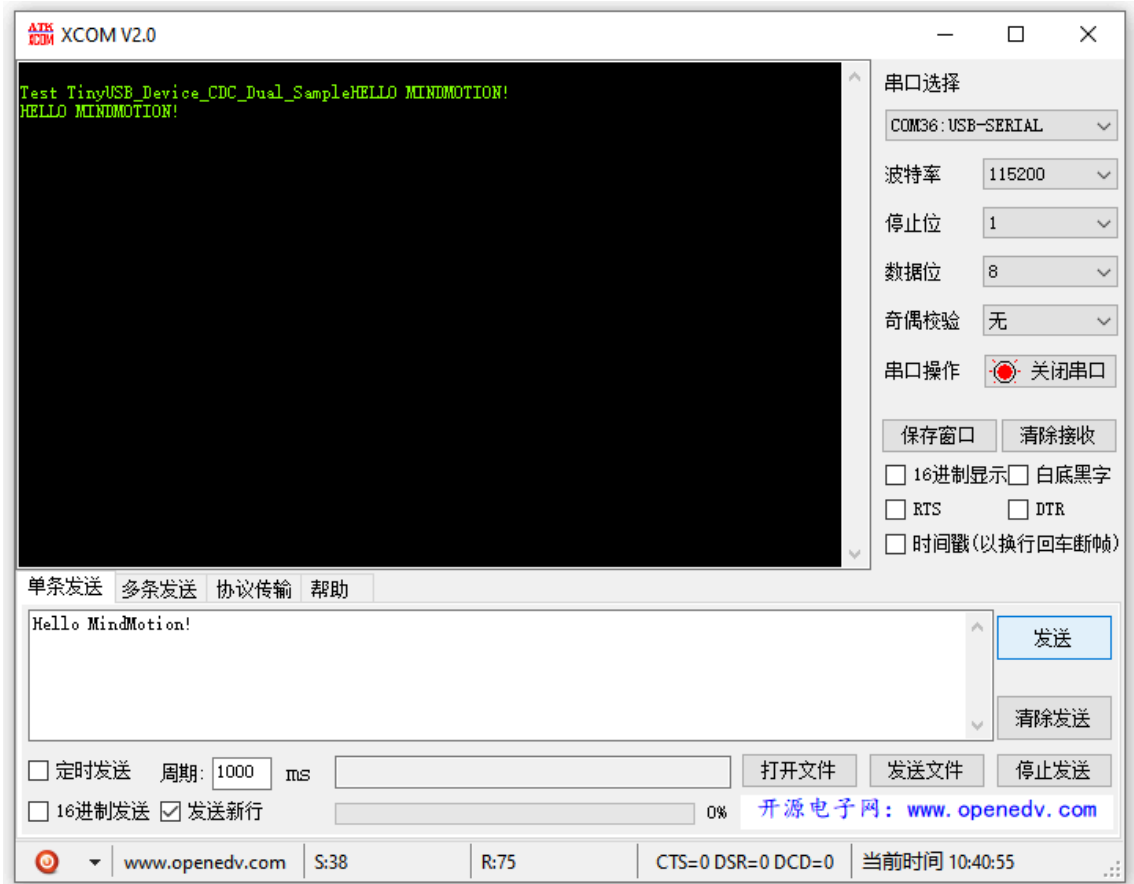 ATK XCOM XCOM V2.0
Test TinyUSB_Device_CDC_Dual_SampleHELLO MINDMOTION!
HELLO MINDMOTION!
串口选择
COM36:USB-SERIAL
波特率 115200
停止位 1
数据位 8
奇偶校验 无
串口操作 关闭串口
保存窗口 清除接收
16进制显示 白底黑字
RTS DTR
时间戳(以换行回车断帧)
单条发送 多条发送 协议传输 帮助
Hello MindMotion!
发送
清除发送
定时发送 周期: 1000 ms 打开文件 发送文件 停止发送
16进制发送 发送新行 0% 开源电子网：www.openedv.com
www.openedv.com S:38 R:75 CTS=0 DSR=0 DCD=0 当前时间 10:40:55